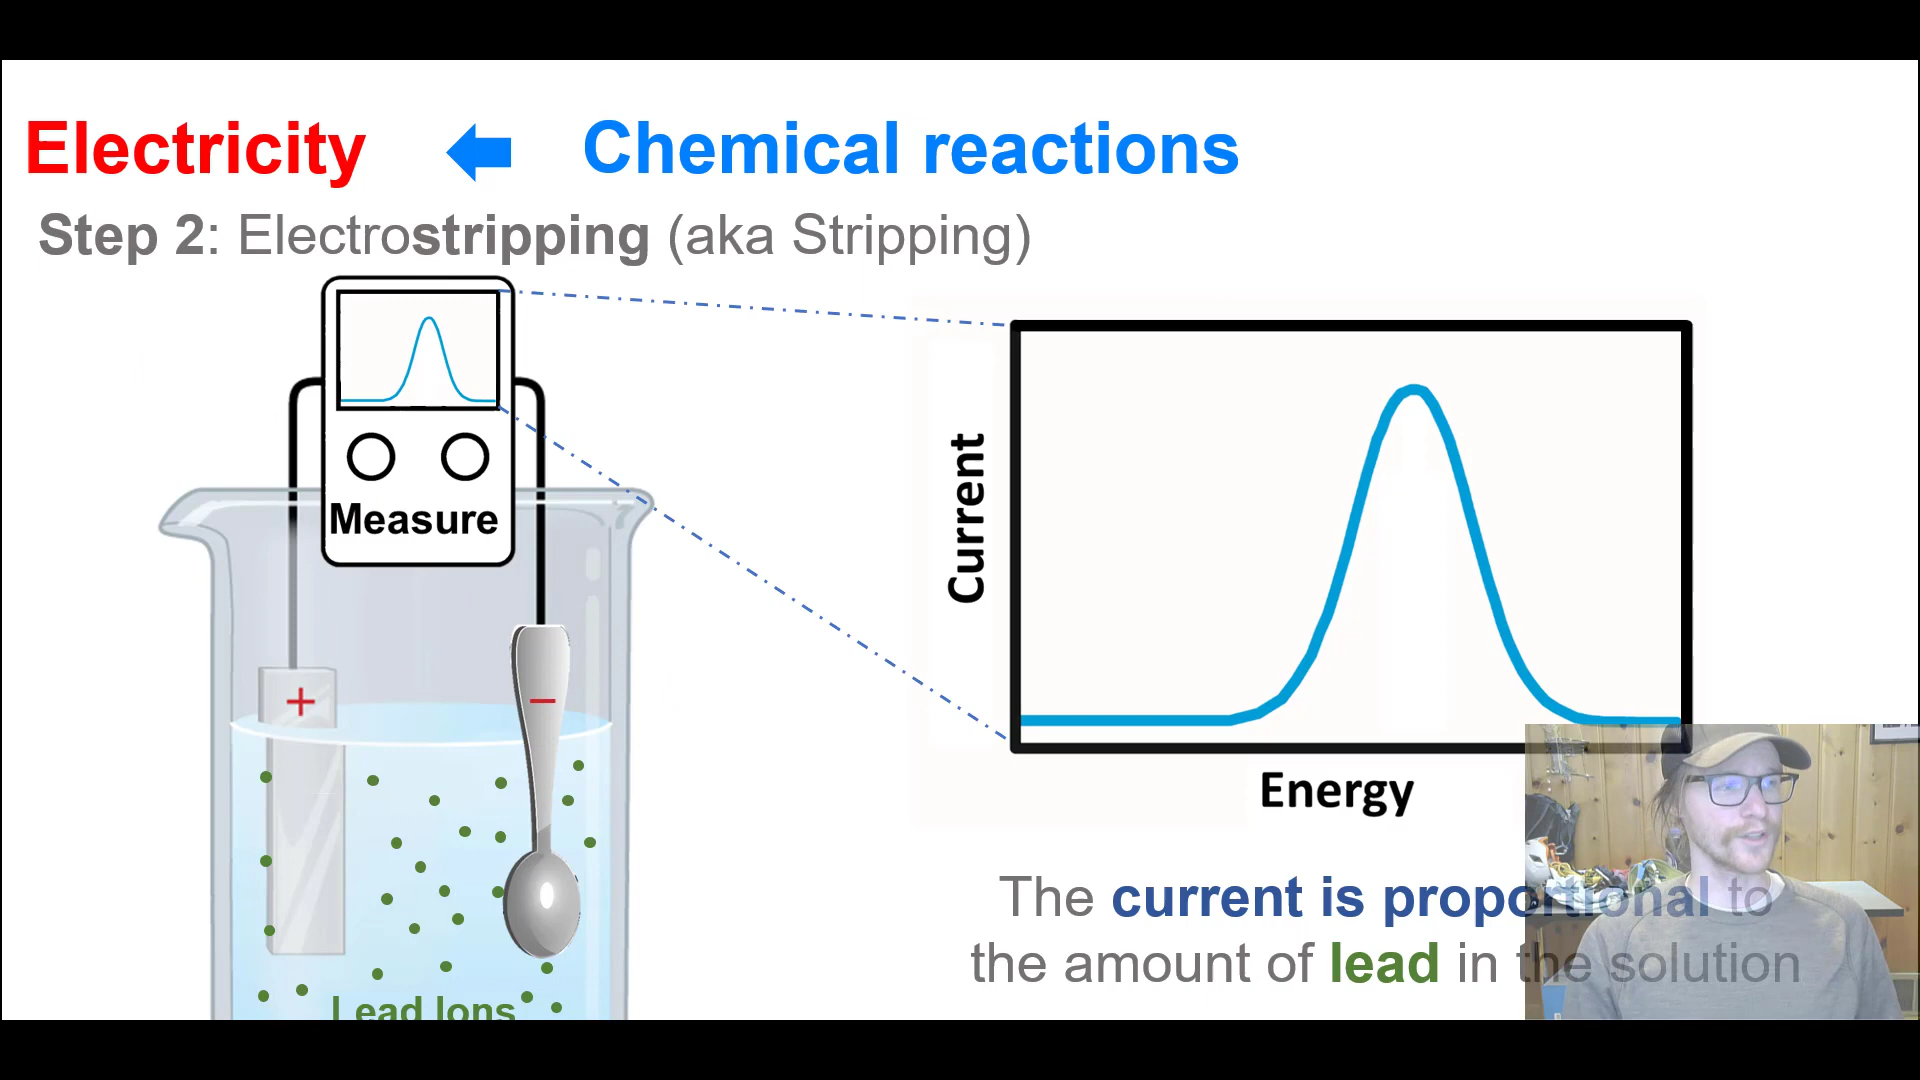 Electricity Chemical reactions
Step 2: Electrostripping (aka Stripping)
Measure
+
−
Lead Ions
Current
Energy
The current is proportional to
the amount of lead in the solution